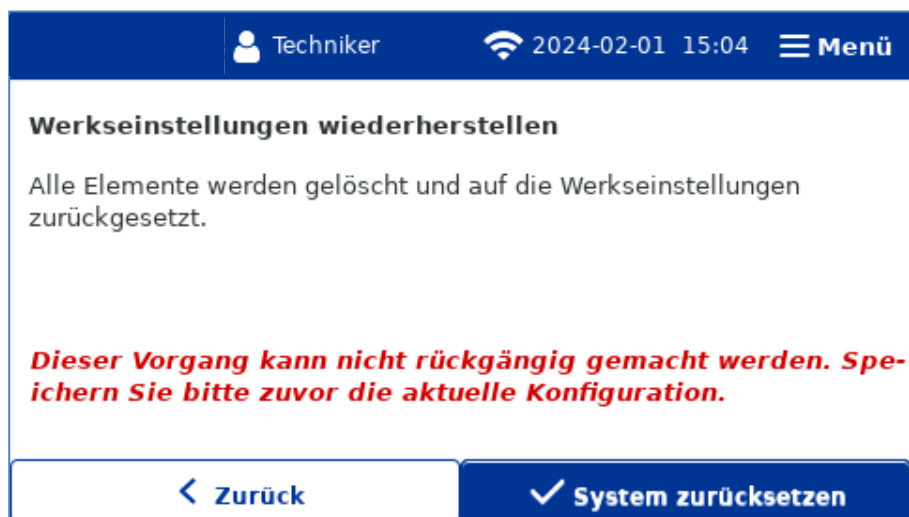 Techniker 2024-02-01 15:04 Menü
Werkseinstellungen wiederherstellen
Alle Elemente werden gelöscht und auf die Werkseinstellungen
zurückgesetzt.
Dieser Vorgang kann nicht rückgängig gemacht werden. Spe-
ichern Sie bitte zuvor die aktuelle Konfiguration.
Zurück System zurücksetzen